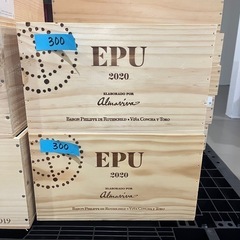 300
EPU
2020
ELABORADO POR
Almaviva
BARON PHILIPPE DE ROTHSCHILD • VIÑA CONCHA Y TORO
300
EPU
2020
ELABORADO POR
Almaviva
BARON PHILIPPE DE ROTHSCHILD • VIÑA CONCHA Y TORO
2019